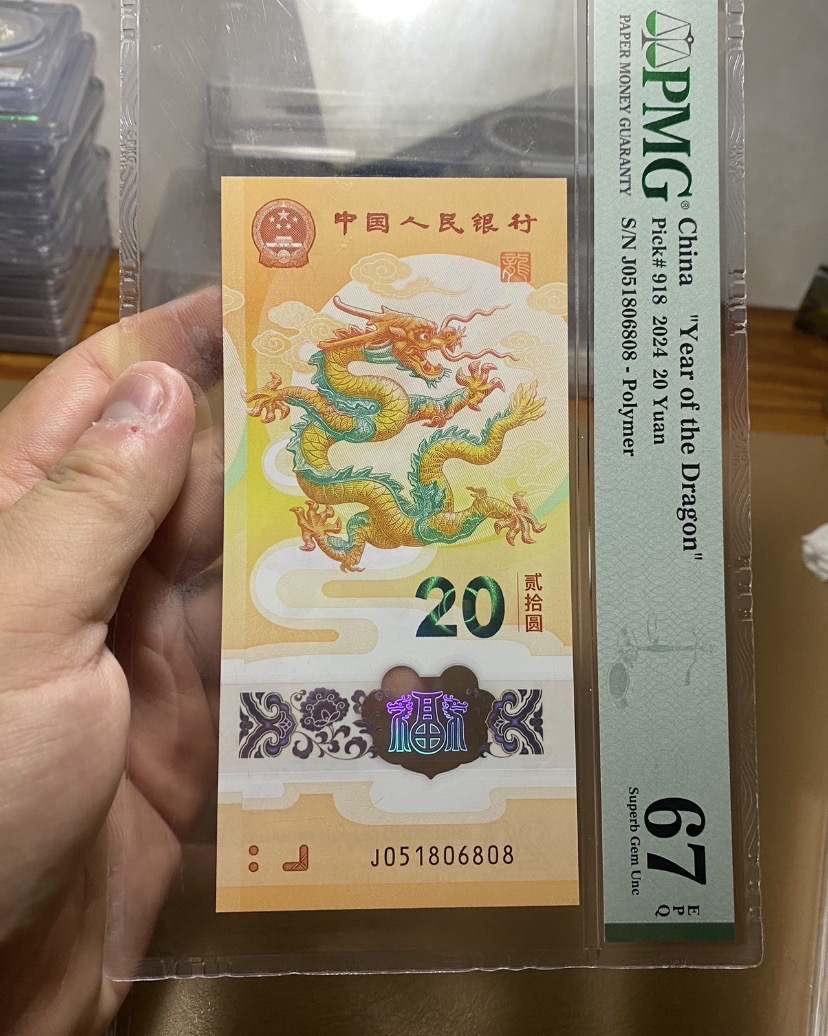 中国人民银行
龍
20
贰拾圆
福
J051806808
PMG®
PAPER MONEY GUARANTY
China "Year of the Dragon"
Pick# 918 2024 20 Yuan
S/N J051806808 - Polymer
67 EPQ
Superb Gem Unc